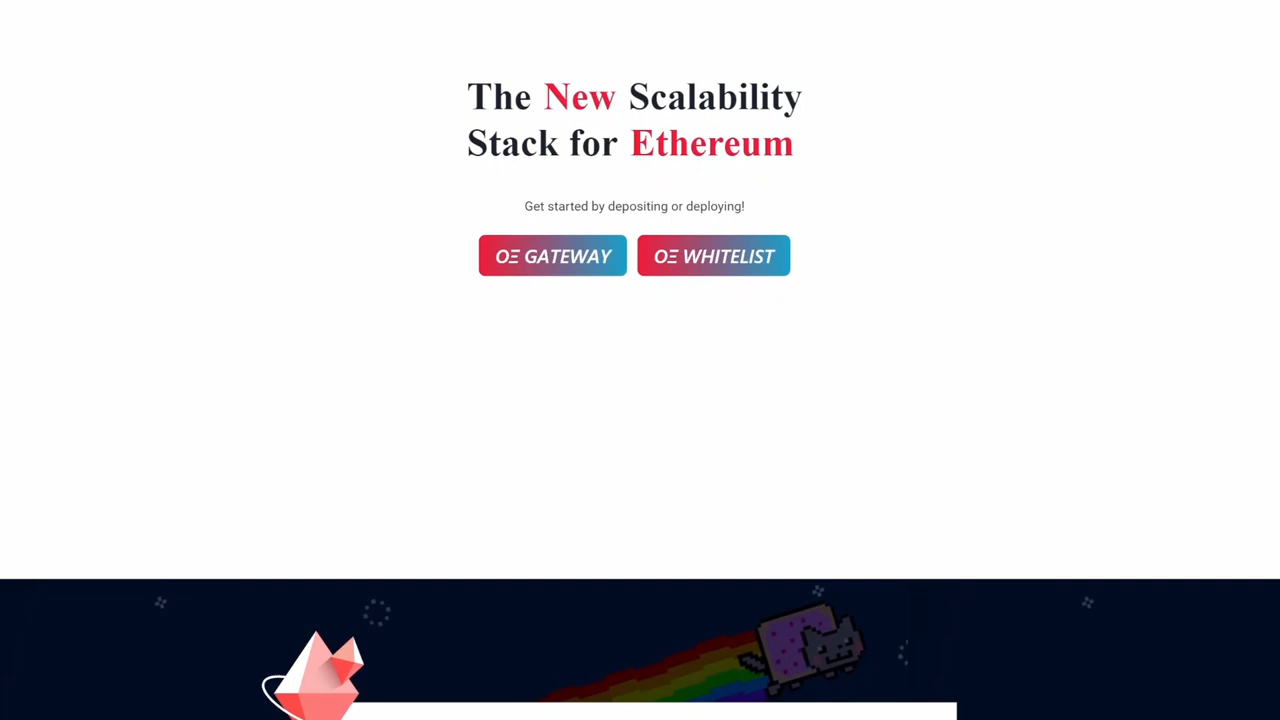 The New Scalability
Stack for Ethereum
Get started by depositing or deploying!
OΞ GATEWAY
OΞ WHITELIST